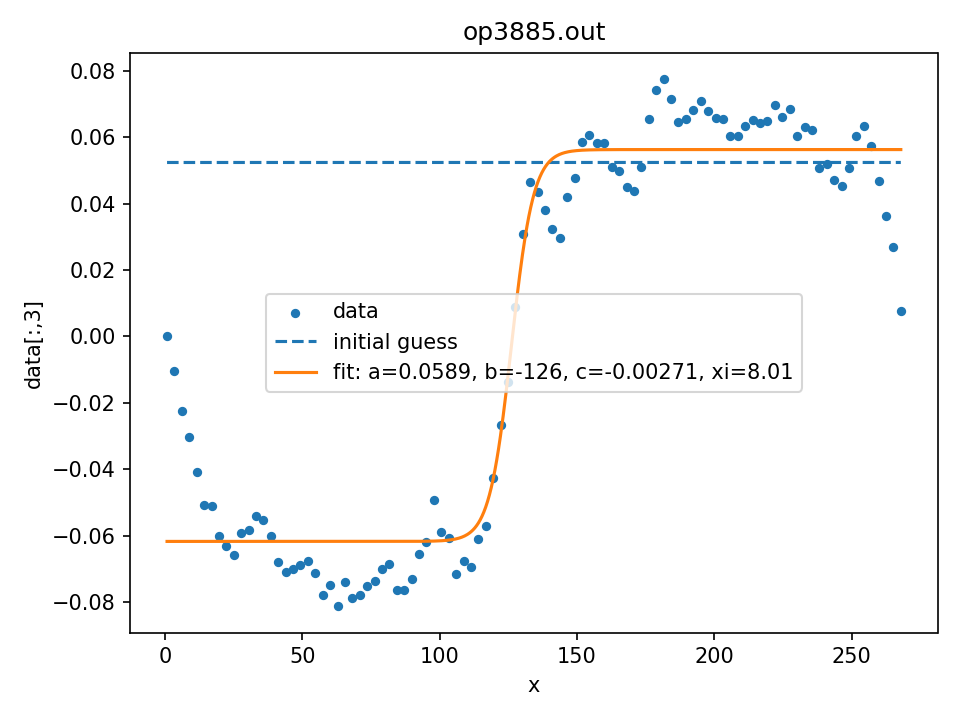 op3885.out
0.08
0.06
0.04
0.02
0.00
−0.02
−0.04
−0.06
−0.08
data[:,3]
data
initial guess
fit: a=0.0589, b=-126, c=-0.00271, xi=8.01
0 50 100 150 200 250
x